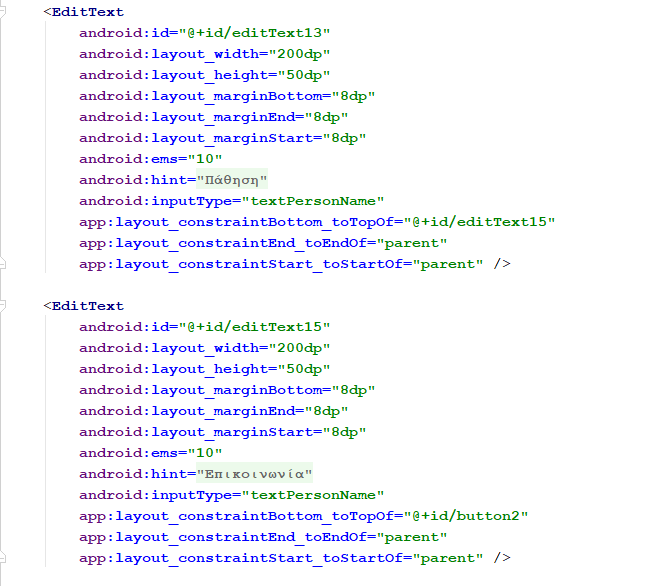 <EditText
android:id="@+id/editText13"
android:layout_width="200dp"
android:layout_height="50dp"
android:layout_marginBottom="8dp"
android:layout_marginEnd="8dp"
android:layout_marginStart="8dp"
android:ems="10"
android:hint="Πάθηση"
android:inputType="textPersonName"
app:layout_constraintBottom_toTopOf="@+id/editText15"
app:layout_constraintEnd_toEndOf="parent"
app:layout_constraintStart_toStartOf="parent" />
<EditText
android:id="@+id/editText15"
android:layout_width="200dp"
android:layout_height="50dp"
android:layout_marginBottom="8dp"
android:layout_marginEnd="8dp"
android:layout_marginStart="8dp"
android:ems="10"
android:hint="Επικοινωνία"
android:inputType="textPersonName"
app:layout_constraintBottom_toTopOf="@+id/button2"
app:layout_constraintEnd_toEndOf="parent"
app:layout_constraintStart_toStartOf="parent" />